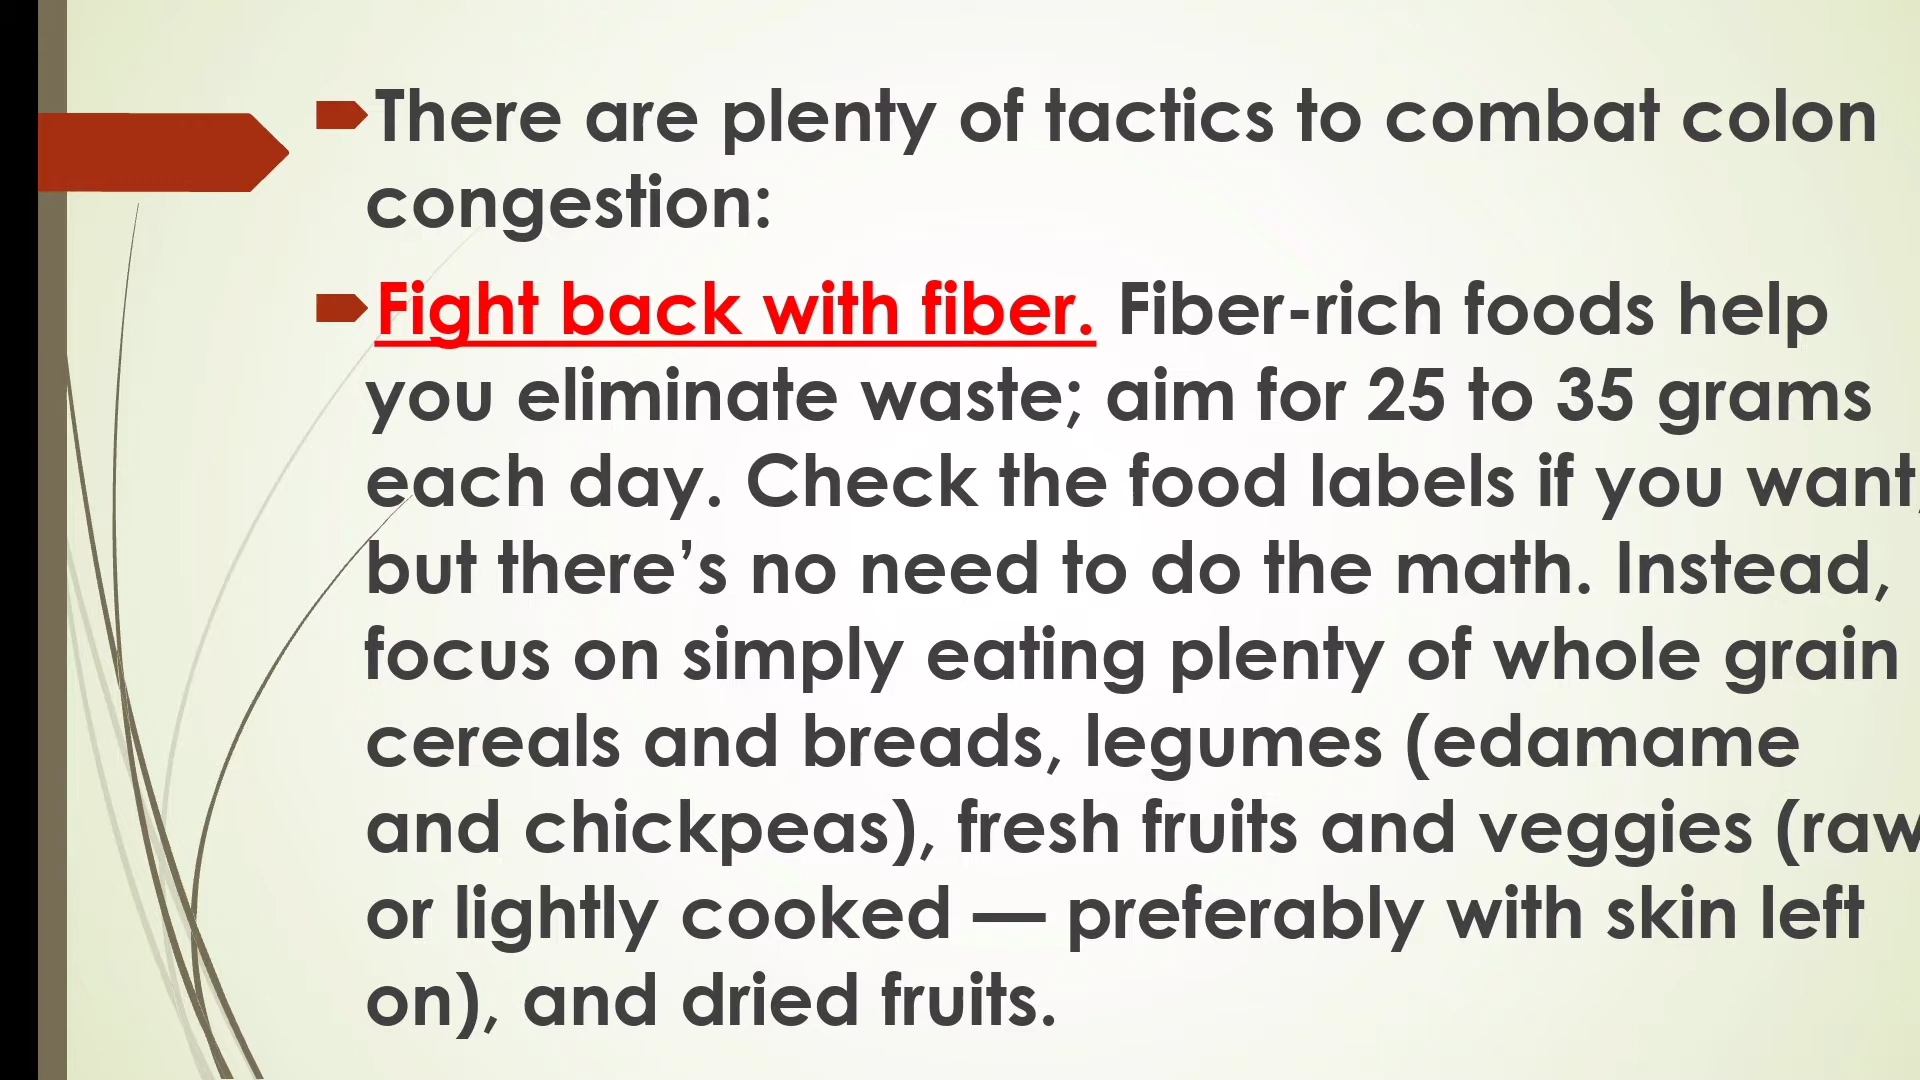 There are plenty of tactics to combat colon
congestion:
Fight back with fiber. Fiber-rich foods help
you eliminate waste; aim for 25 to 35 grams
each day. Check the food labels if you want,
but there’s no need to do the math. Instead,
focus on simply eating plenty of whole grain
cereals and breads, legumes (edamame
and chickpeas), fresh fruits and veggies (raw
or lightly cooked — preferably with skin left
on), and dried fruits.